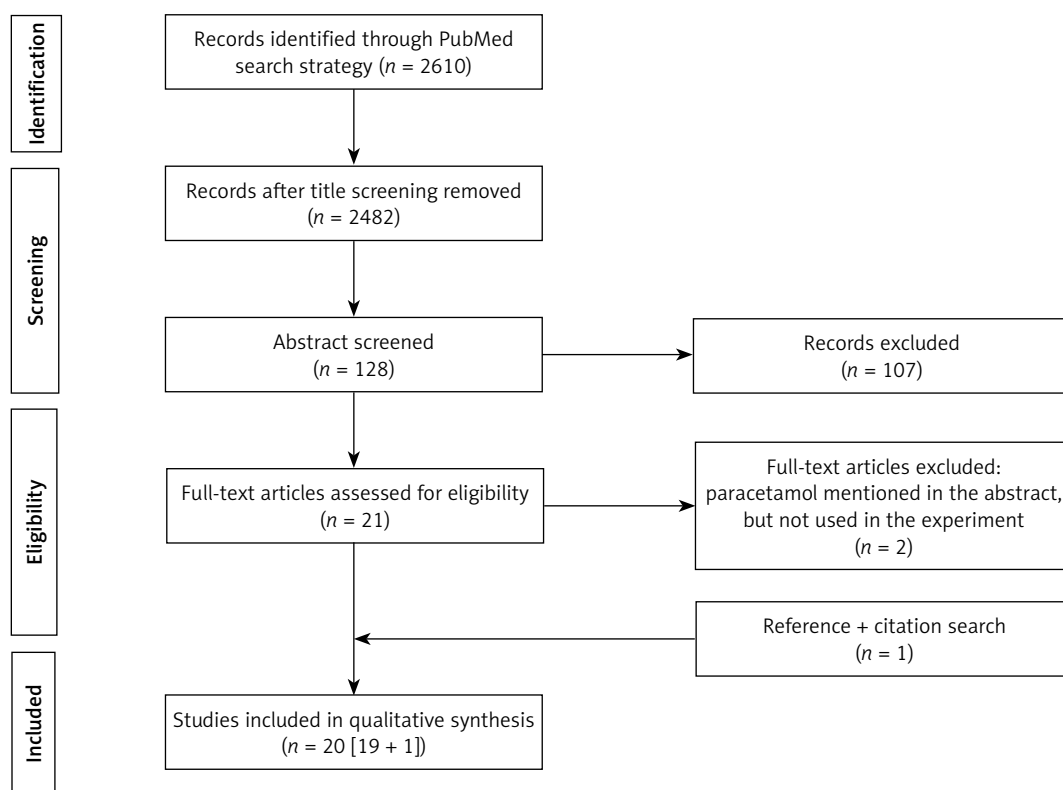 Identification
Records identified through PubMed
search strategy (n = 2610)
Screening
Records after title screening removed
(n = 2482)
Abstract screened
(n = 128)
Records excluded
(n = 107)
Eligibility
Full-text articles assessed for eligibility
(n = 21)
Full-text articles excluded:
paracetamol mentioned in the abstract,
but not used in the experiment
(n = 2)
Reference + citation search
(n = 1)
Included
Studies included in qualitative synthesis
(n = 20 [19 + 1])